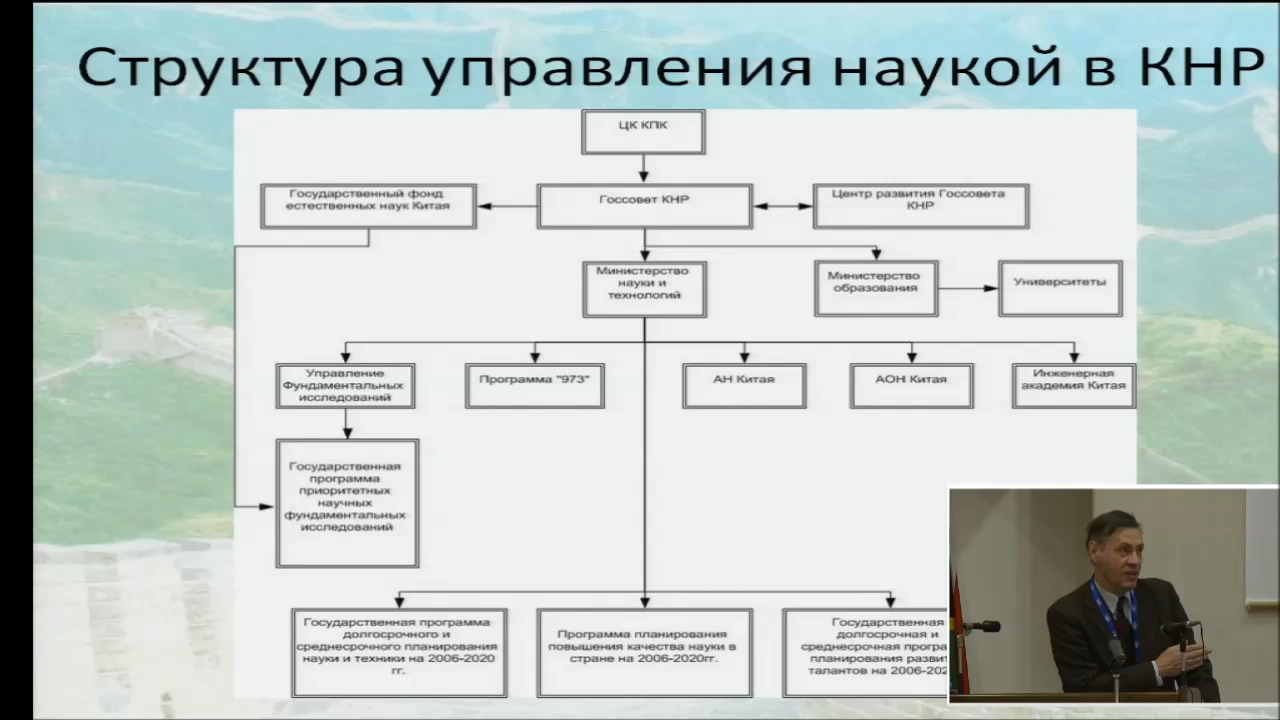 Структура управления наукой в КНР
ЦК КПК
Государственный фонд
естественных наук Китая
Госсовет КНР
Центр развития Госсовета
КНР
Министерство
науки и
технологий
Министерство
образования
Университеты
Управление
Фундаментальных
исследований
Программа "973"
АН Китая
АОН Китая
Инженерная
академия Китая
Государственная
программа
приоритетных
научных
фундаментальных
исследований
Государственная программа
долгосрочного и
среднесрочного планирования
науки и техники на 2006-2020
гг.
Программа планирования
повышения качества науки в
стране на 2006-2020гг.
Государственная
долгосрочная и
среднесрочная
планирования
талантов на